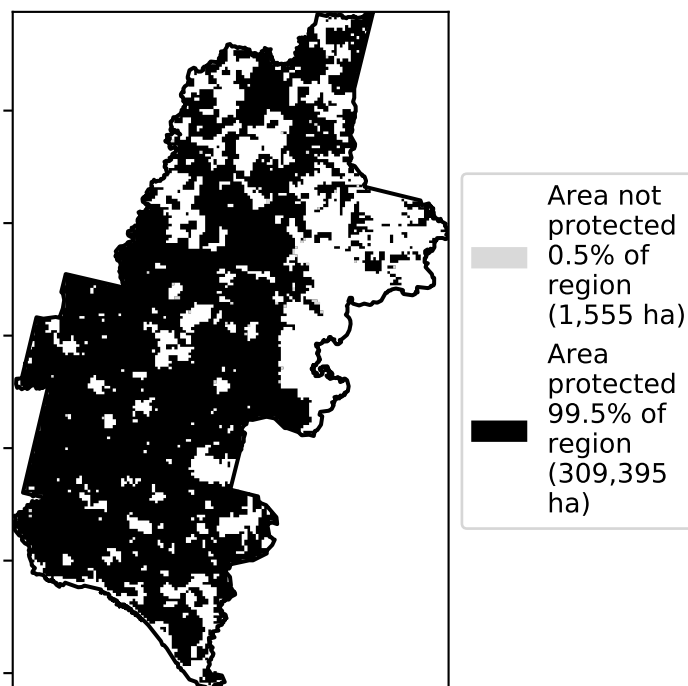 Area not
protected
0.5% of
region
(1,555 ha)
Area
protected
99.5% of
region
(309,395
ha)